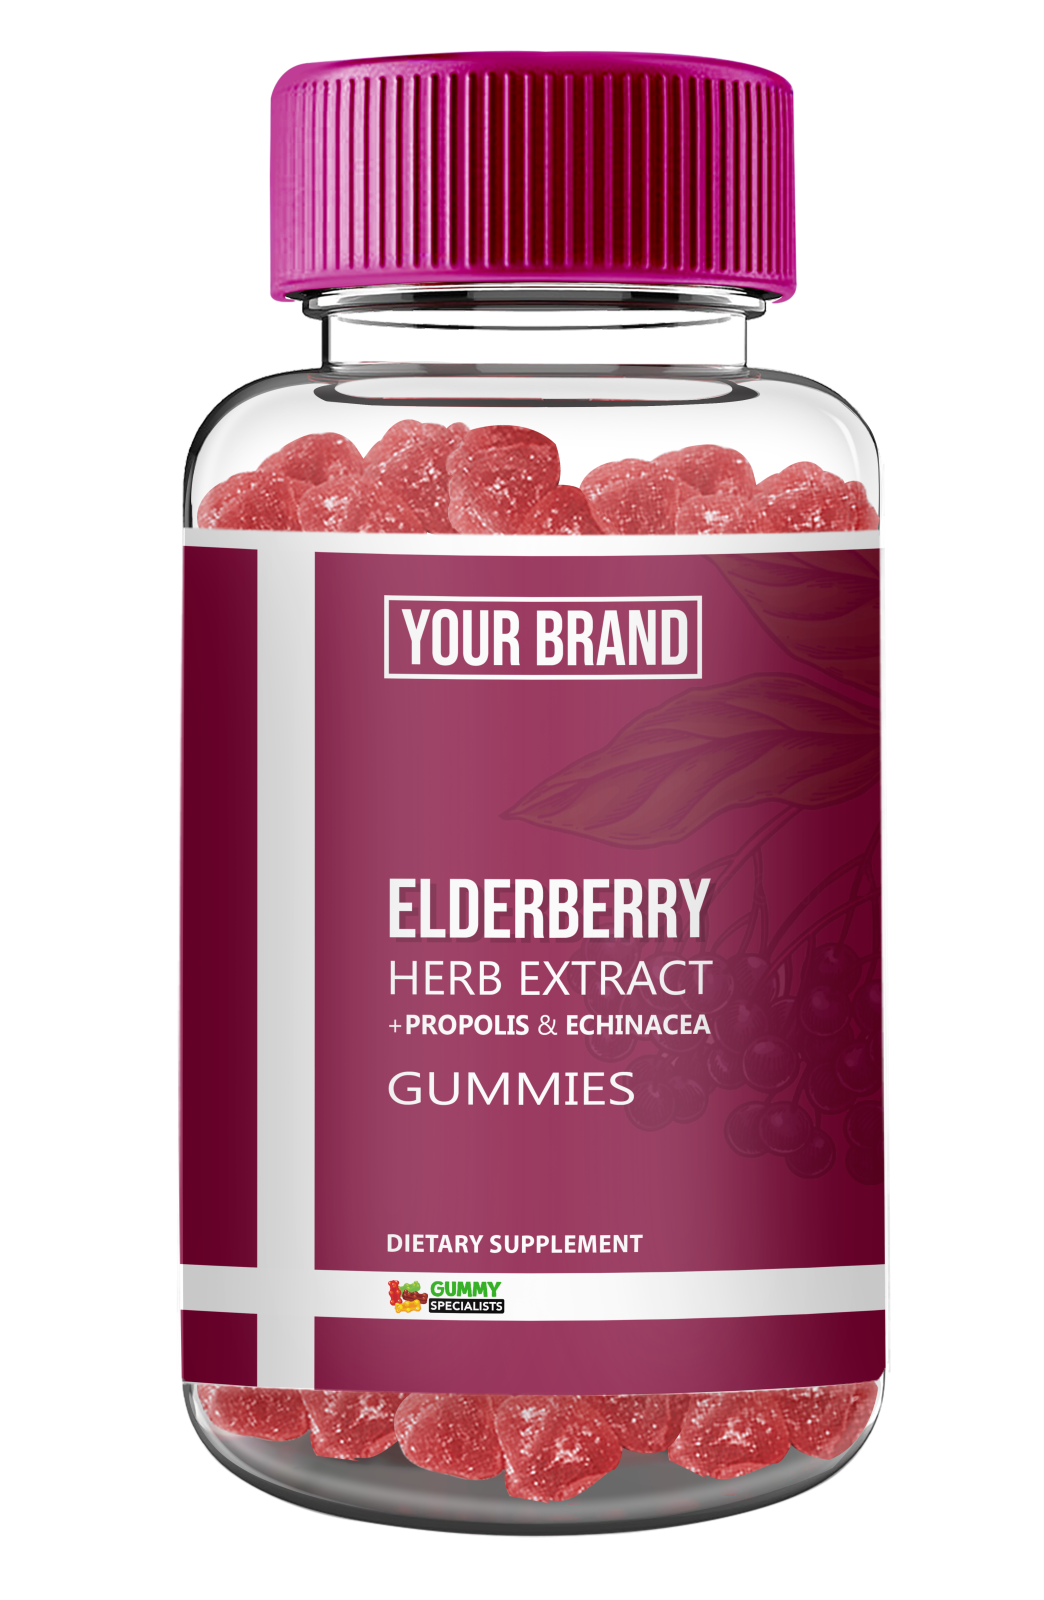 YOUR BRAND
ELDERBERRY
HERB EXTRACT
+PROPOLIS & ECHINACEA
GUMMIES
DIETARY SUPPLEMENT
GUMMY
SPECIALISTS